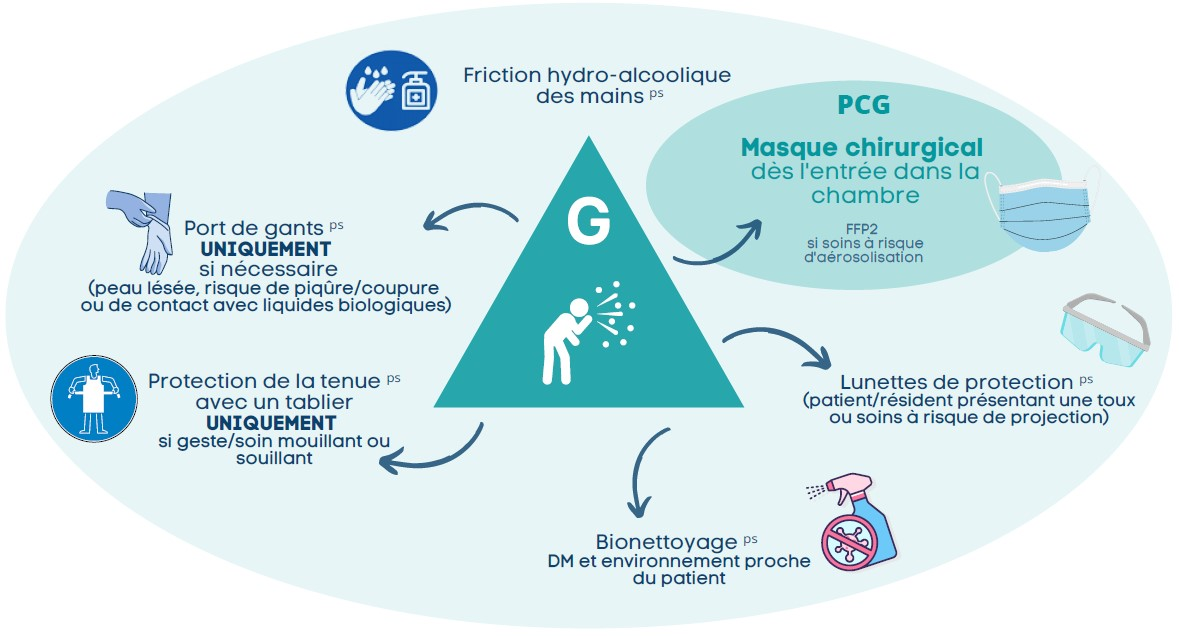 Friction hydro-alcoolique
des mains ps
PCG
Masque chirurgical
dès l'entrée dans la
chambre
FFP2
si soins à risque
d'aérosolisation
G
Port de gants ps
UNIQUEMENT
si nécessaire
(peau lésée, risque de piqûre/coupure
ou de contact avec liquides biologiques)
Protection de la tenue ps
avec un tablier
UNIQUEMENT
si geste/soin mouillant ou
souillant
Lunettes de protection ps
(patient/résident présentant une toux
ou soins à risque de projection)
Bionettoyage ps
DM et environnement proche
du patient